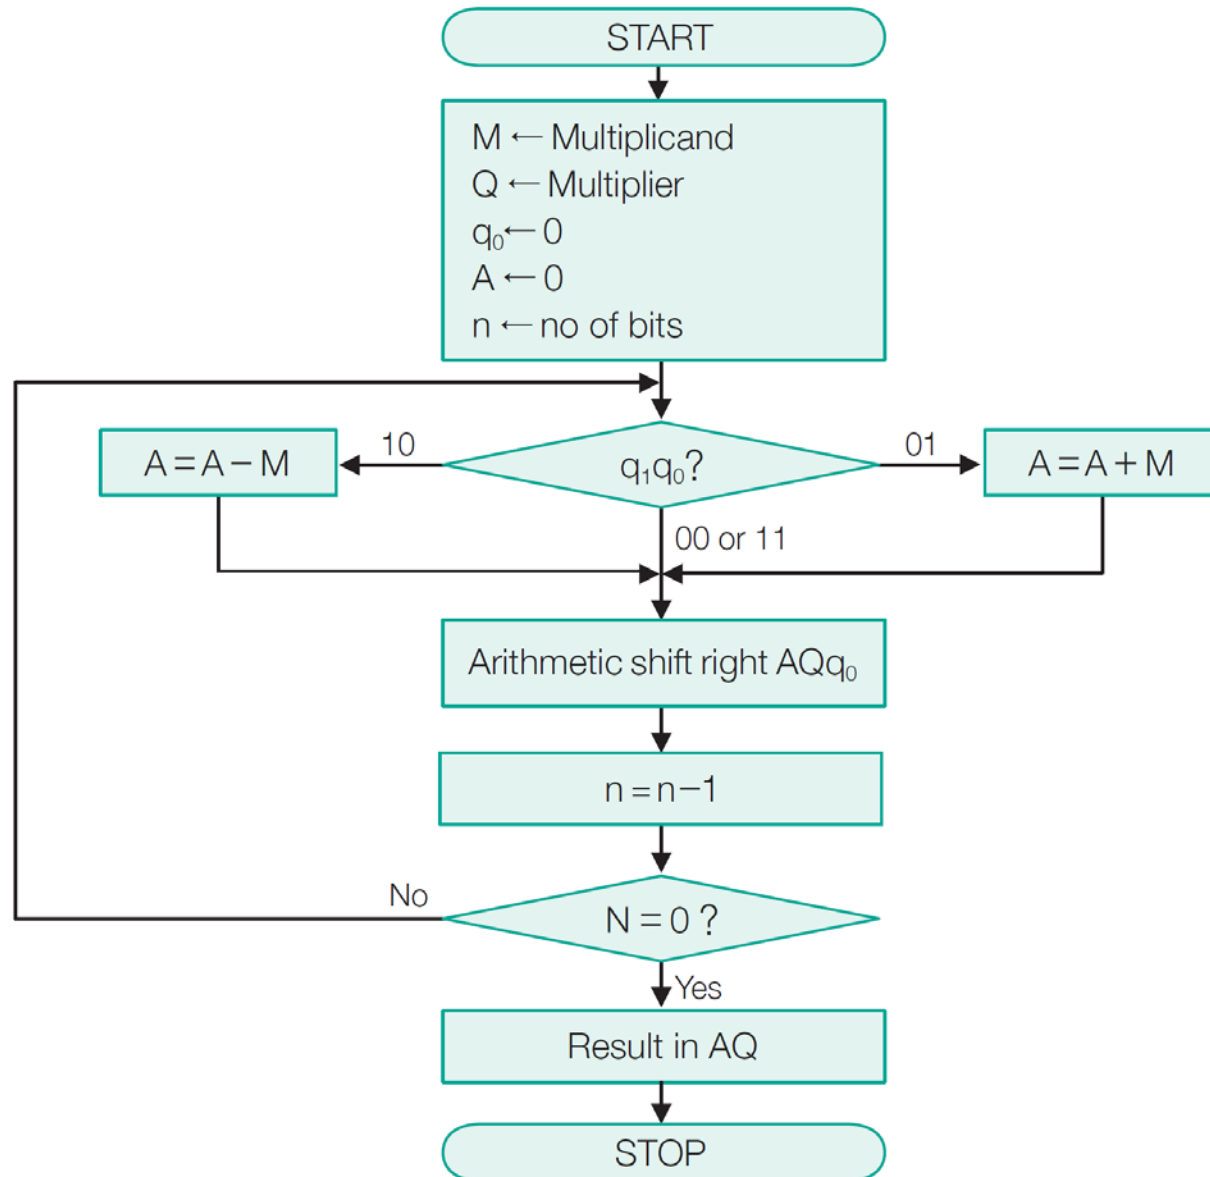 START
M ← Multiplicand
Q ← Multiplier
q₀ ← 0
A ← 0
n ← no of bits
10
q₁q₀?
01
A = A − M
A = A + M
00 or 11
Arithmetic shift right AQq₀
n = n−1
No
N = 0 ?
Yes
Result in AQ
STOP